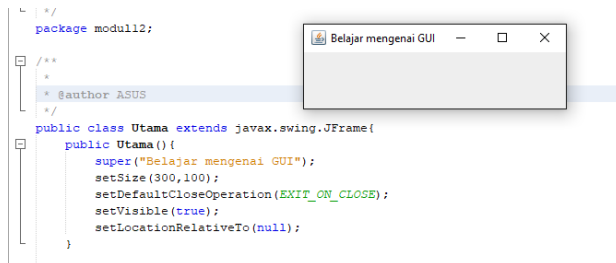 */
package modul12;
Belajar mengenai GUI
/**
*
* @author ASUS
*/
public class Utama extends javax.swing.JFrame{
public Utama(){
super("Belajar mengenai GUI");
setSize(300,100);
setDefaultCloseOperation(EXIT_ON_CLOSE);
setVisible(true);
setLocationRelativeTo(null);
}